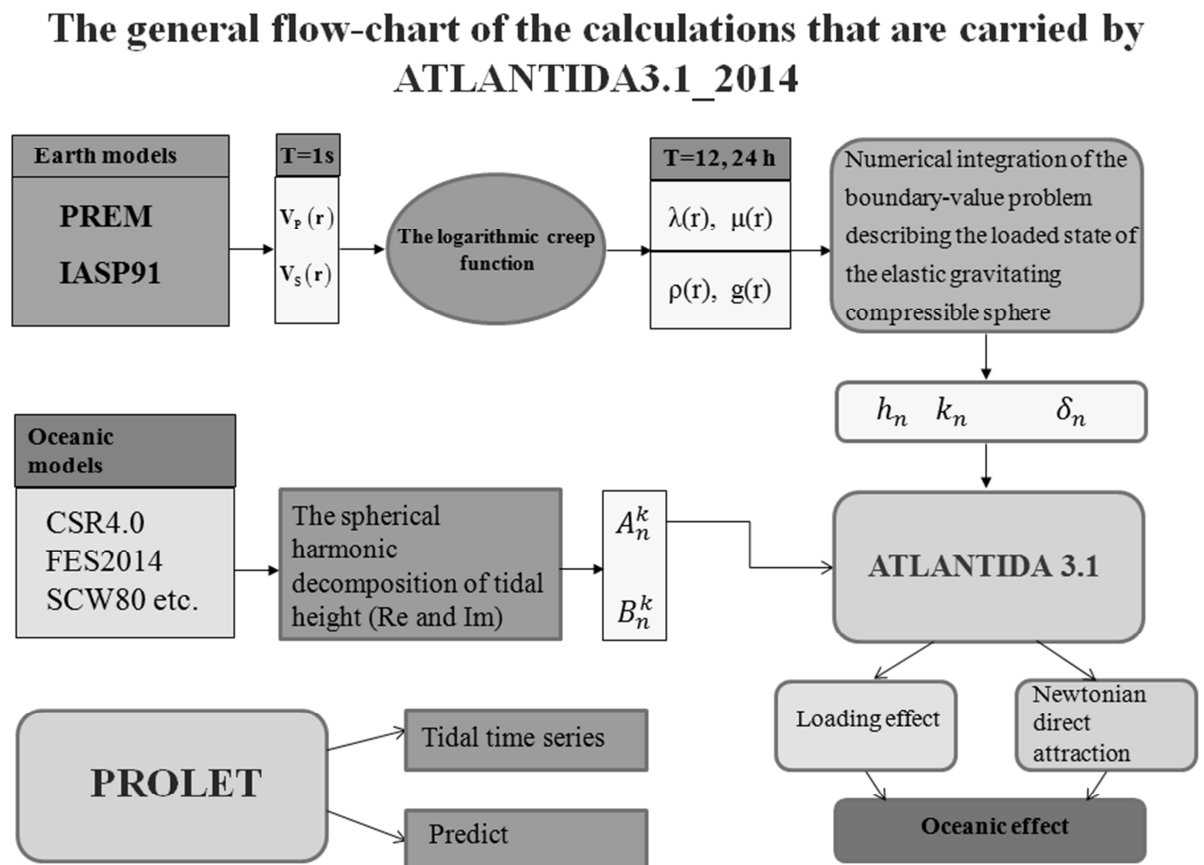 The general flow-chart of the calculations that are carried by
ATLANTIDA3.1_2014
Earth models
PREM
IASP91
T=1s
V_P (r)
V_S (r)
The logarithmic creep
function
T=12, 24 h
λ(r), μ(r)
ρ(r), g(r)
Numerical integration of the
boundary-value problem
describing the loaded state of
the elastic gravitating
compressible sphere
h_n k_n δ_n
Oceanic
models
CSR4.0
FES2014
SCW80 etc.
The spherical
harmonic
decomposition of tidal
height (Re and Im)
A_n^k
B_n^k
ATLANTIDA 3.1
Loading effect
Newtonian
direct
attraction
Oceanic effect
PROLET
Tidal time series
Predict